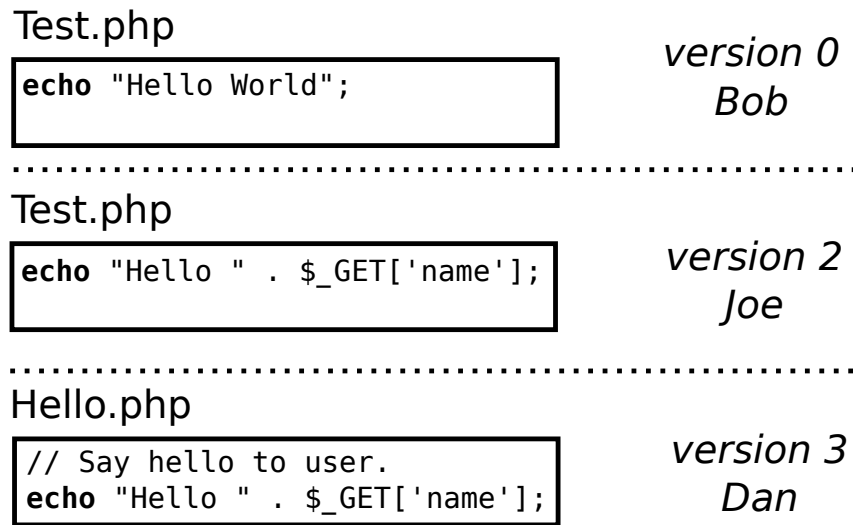 Test.php
echo "Hello World";
version 0
Bob
Test.php
echo "Hello " . $_GET['name'];
version 2
Joe
Hello.php
// Say hello to user.
echo "Hello " . $_GET['name'];
version 3
Dan